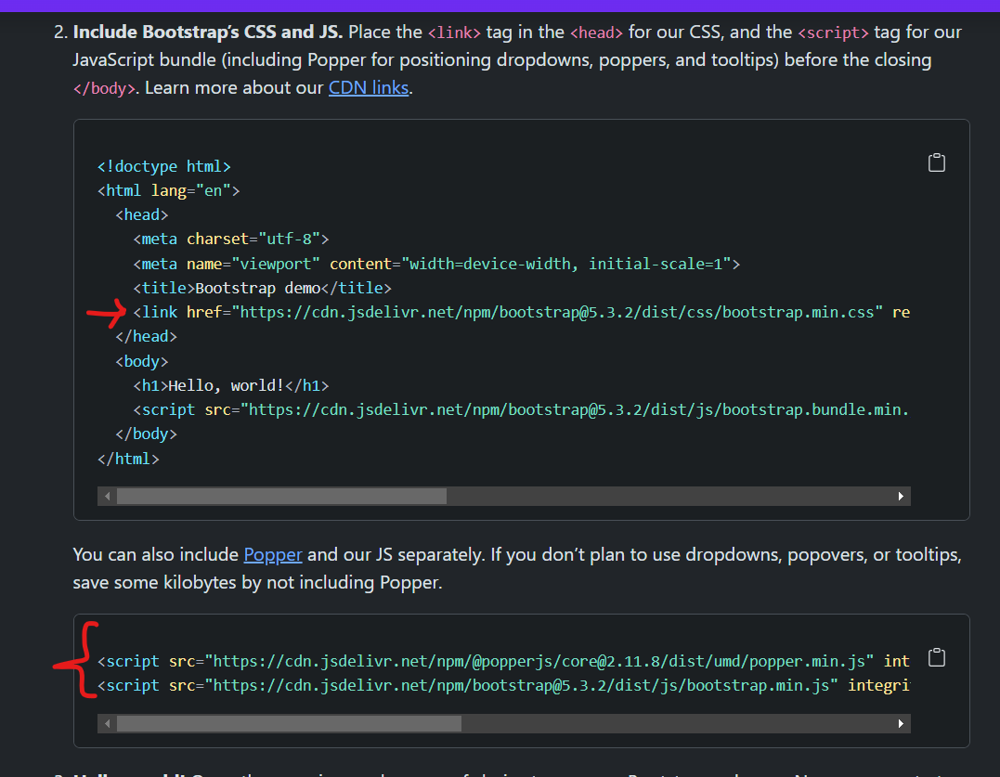 2. Include Bootstrap’s CSS and JS. Place the <link> tag in the <head> for our CSS, and the <script> tag for our
JavaScript bundle (including Popper for positioning dropdowns, poppers, and tooltips) before the closing
</body>. Learn more about our CDN links.
<!doctype html>
<html lang="en">
  <head>
    <meta charset="utf-8">
    <meta name="viewport" content="width=device-width, initial-scale=1">
    <title>Bootstrap demo</title>
    <link href="https://cdn.jsdelivr.net/npm/bootstrap@5.3.2/dist/css/bootstrap.min.css" re
  </head>
  <body>
    <h1>Hello, world!</h1>
    <script src="https://cdn.jsdelivr.net/npm/bootstrap@5.3.2/dist/js/bootstrap.bundle.min.
  </body>
</html>
You can also include Popper and our JS separately. If you don’t plan to use dropdowns, popovers, or tooltips,
save some kilobytes by not including Popper.
<script src="https://cdn.jsdelivr.net/npm/@popperjs/core@2.11.8/dist/umd/popper.min.js" int
<script src="https://cdn.jsdelivr.net/npm/bootstrap@5.3.2/dist/js/bootstrap.min.js" integri